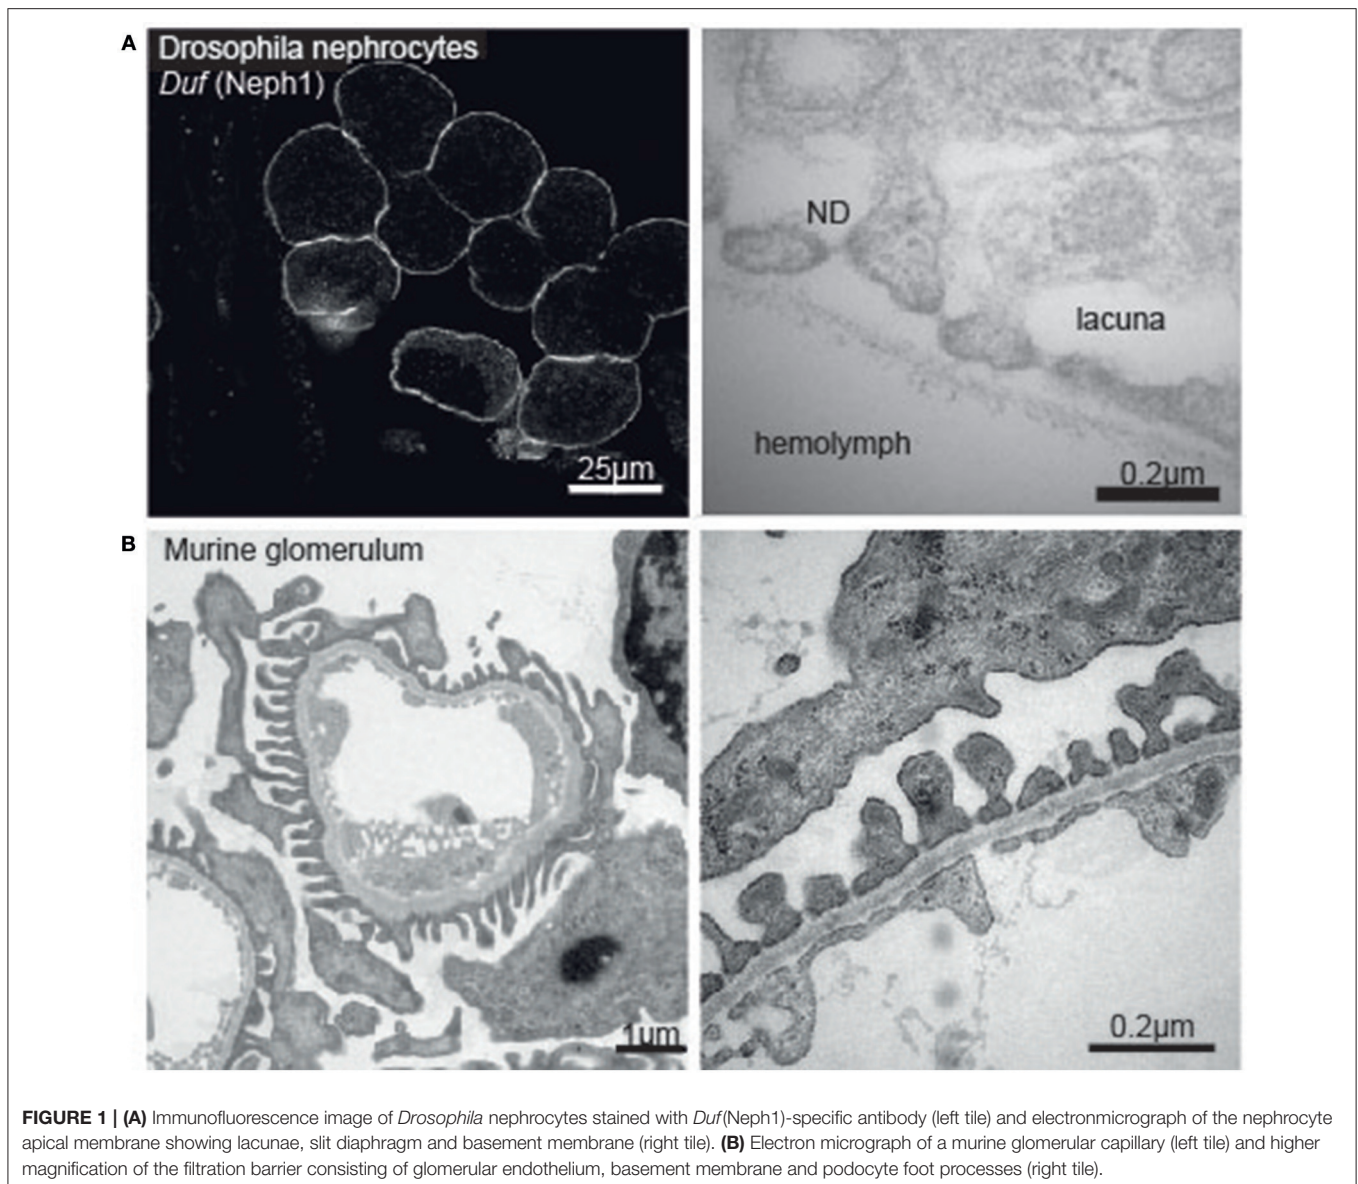 A
Drosophila nephrocytes
Duf (Neph1)
25µm
ND
lacuna
hemolymph
0.2µm
B
Murine glomerulum
1um
0.2µm
FIGURE 1 | (A) Immunofluorescence image of Drosophila nephrocytes stained with Duf(Neph1)-specific antibody (left tile) and electronmicrograph of the nephrocyte
apical membrane showing lacunae, slit diaphragm and basement membrane (right tile). (B) Electron micrograph of a murine glomerular capillary (left tile) and higher
magnification of the filtration barrier consisting of glomerular endothelium, basement membrane and podocyte foot processes (right tile).